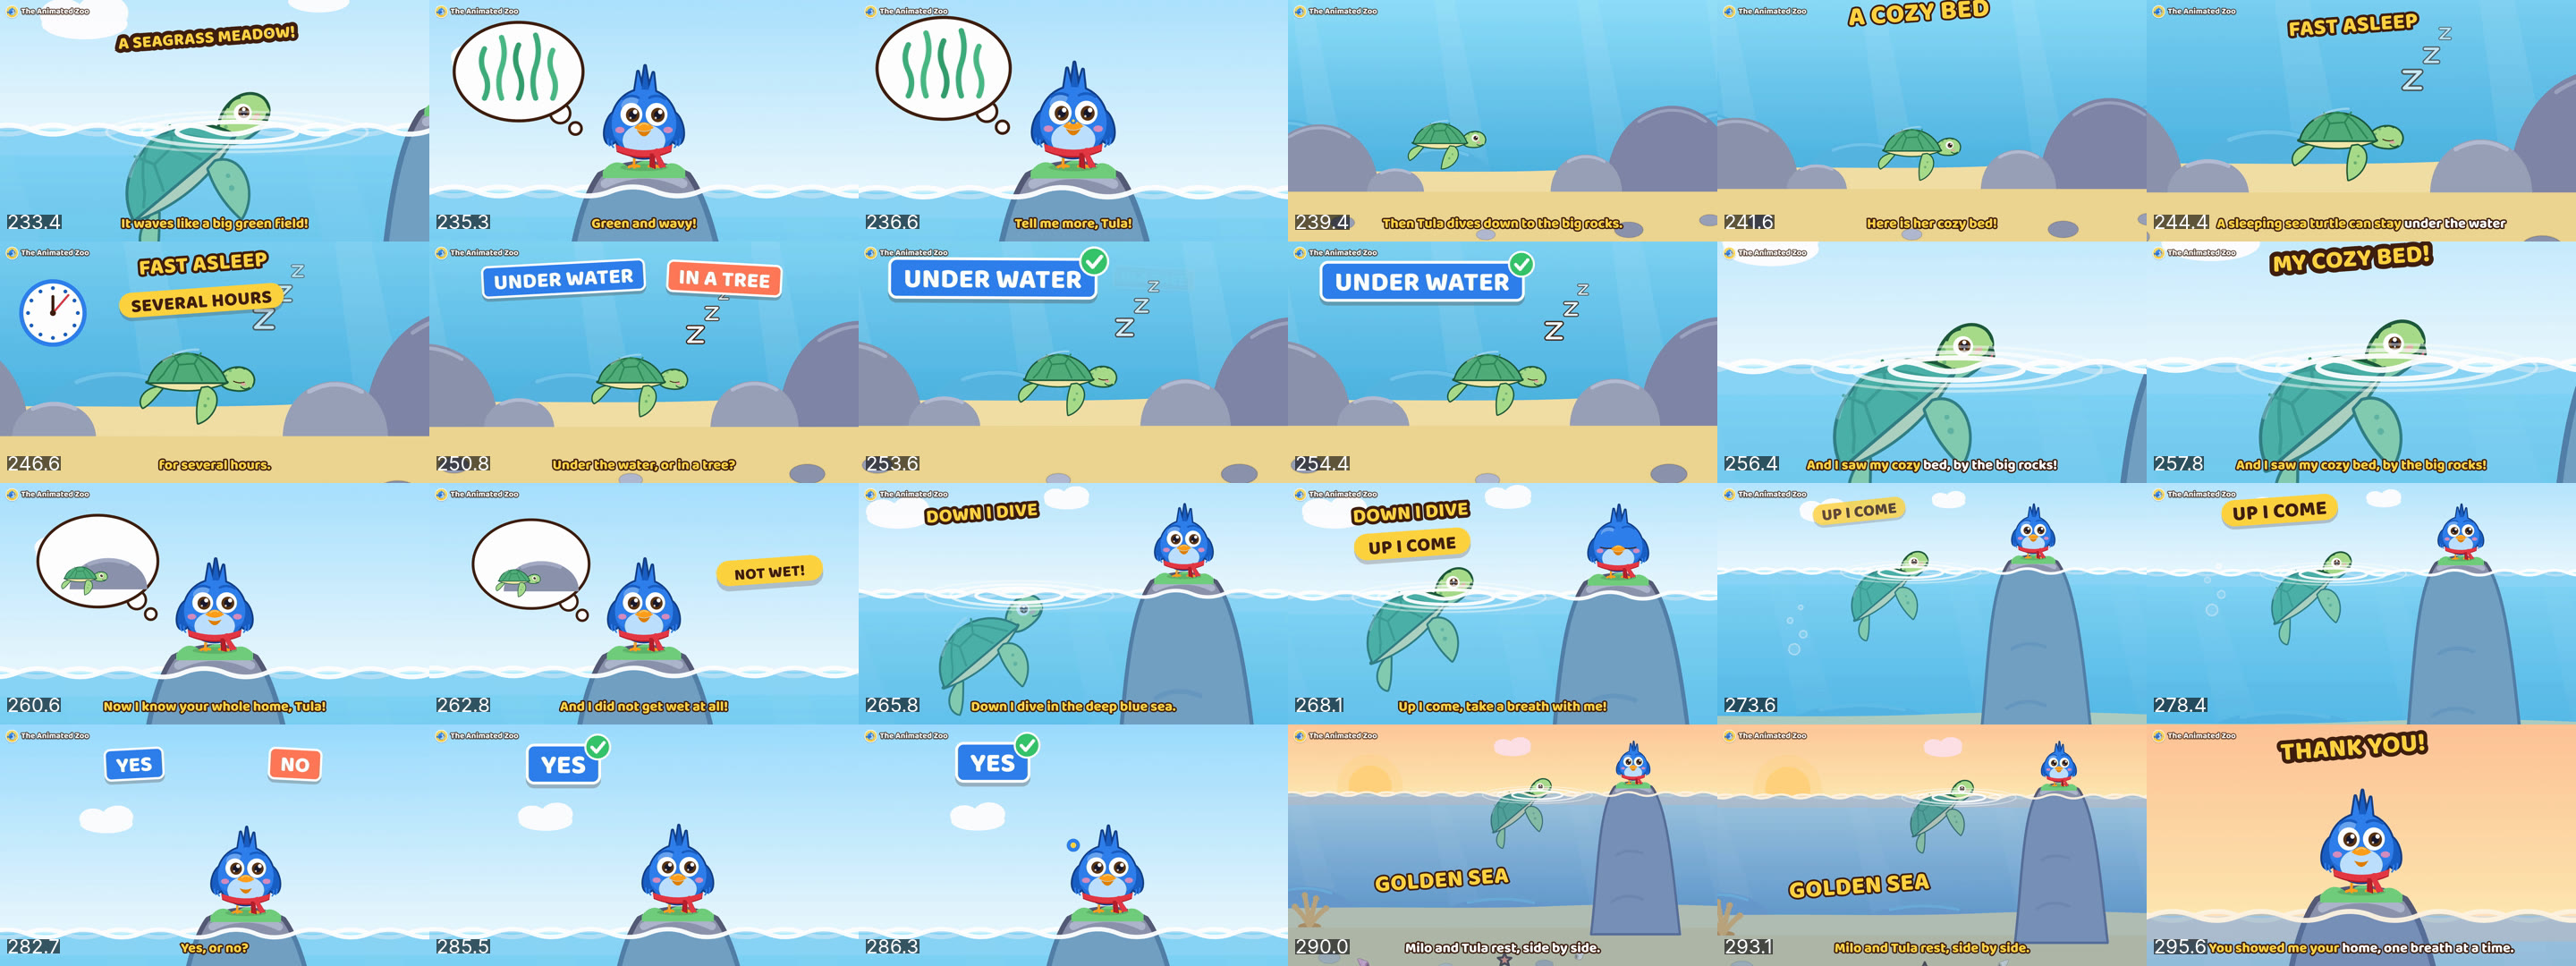 The Animated Zoo
A SEAGRASS MEADOW!
233.4
It waves like a big green field!
The Animated Zoo
235.3
Green and wavy!
The Animated Zoo
236.6
Tell me more, Tula!
The Animated Zoo
239.4
Then Tula dives down to the big rocks.
The Animated Zoo
A COZY BED
241.6
Here is her cozy bed!
The Animated Zoo
FAST ASLEEP
Z
Z
Z
244.4
A sleeping sea turtle can stay under the water
The Animated Zoo
FAST ASLEEP
SEVERAL HOURS
Z
Z
Z
246.6
for several hours.
The Animated Zoo
UNDER WATER
IN A TREE
Z
Z
Z
250.8
Under the water, or in a tree?
The Animated Zoo
UNDER WATER
Z
Z
Z
253.6
The Animated Zoo
UNDER WATER
Z
Z
Z
254.4
The Animated Zoo
256.4
And I saw my cozy bed, by the big rocks!
The Animated Zoo
MY COZY BED!
257.8
And I saw my cozy bed, by the big rocks!
The Animated Zoo
260.6
Now I know your whole home, Tula!
The Animated Zoo
NOT WET!
262.8
And I did not get wet at all!
The Animated Zoo
DOWN I DIVE
265.8
Down I dive in the deep blue sea.
The Animated Zoo
DOWN I DIVE
UP I COME
268.1
Up I come, take a breath with me!
The Animated Zoo
UP I COME
273.6
The Animated Zoo
UP I COME
278.4
The Animated Zoo
YES
NO
282.7
Yes, or no?
The Animated Zoo
YES
285.5
The Animated Zoo
YES
286.3
The Animated Zoo
GOLDEN SEA
290.0
Milo and Tula rest, side by side.
The Animated Zoo
GOLDEN SEA
293.1
Milo and Tula rest, side by side.
The Animated Zoo
THANK YOU!
295.6
You showed me your home, one breath at a time.